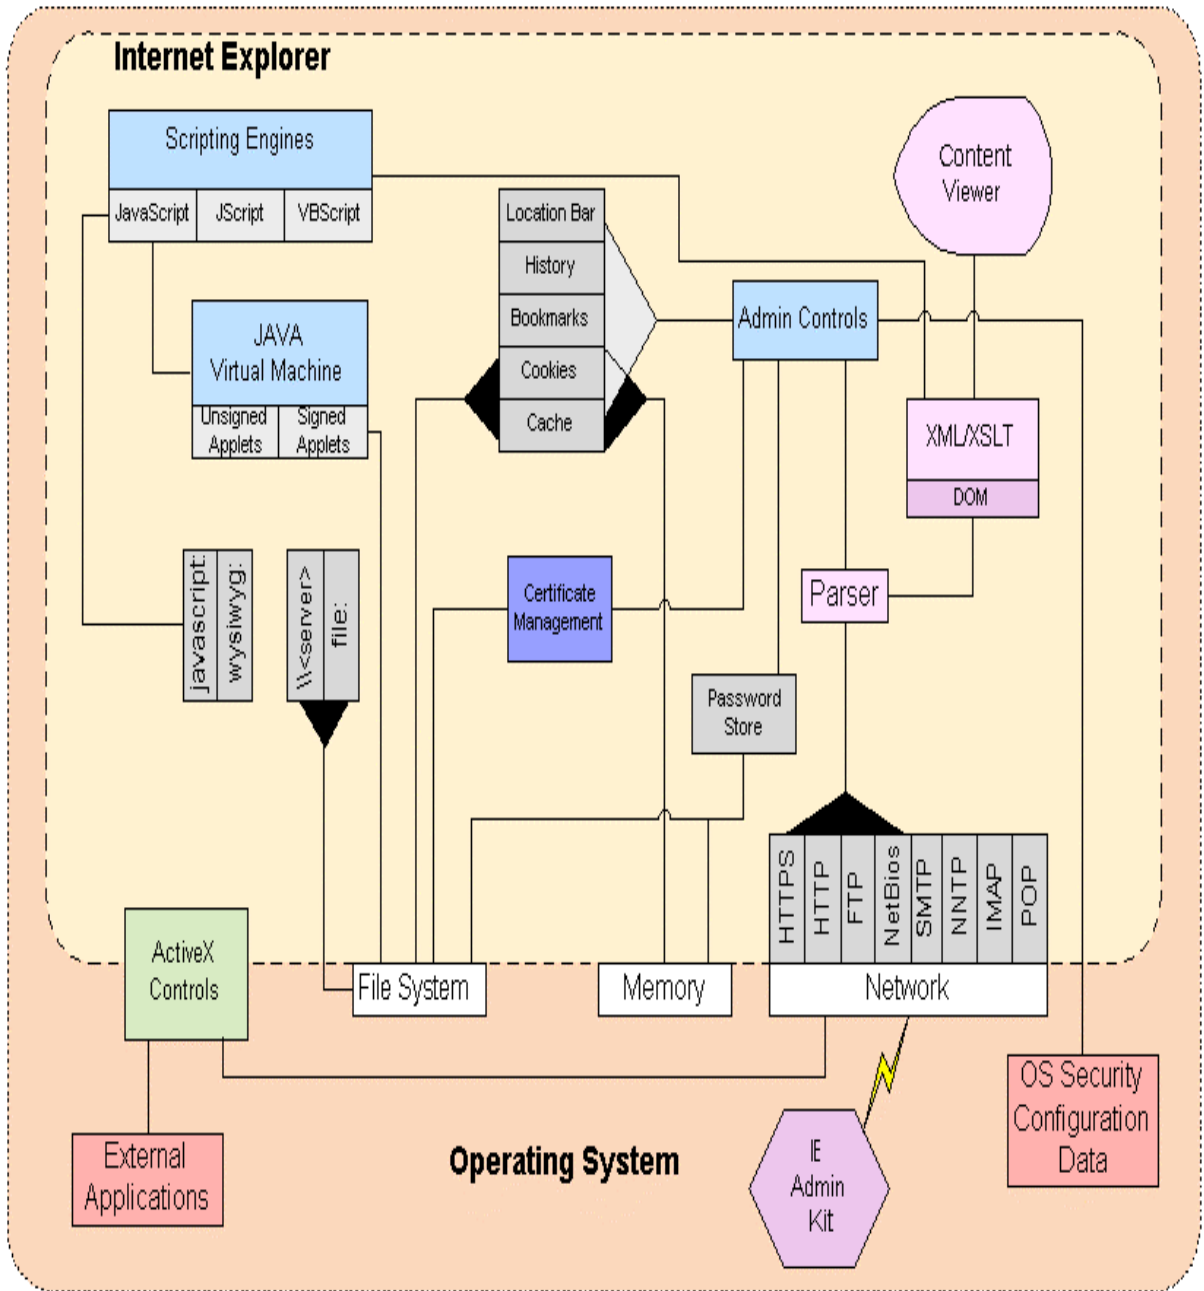 Internet Explorer
Scripting Engines
JavaScript
JScript
VBScript
JAVA
Virtual Machine
Unsigned
Applets
Signed
Applets
Location Bar
History
Bookmarks
Cookies
Cache
Admin Controls
Content
Viewer
XML/XSLT
DOM
javascript:
wysiwyg:
\\<server>
file:
Certificate
Management
Parser
Password
Store
HTTPS
HTTP
FTP
NetBios
SMTP
NNTP
IMAP
POP
ActiveX
Controls
File System
Memory
Network
External
Applications
Operating System
IE
Admin
Kit
OS Security
Configuration
Data